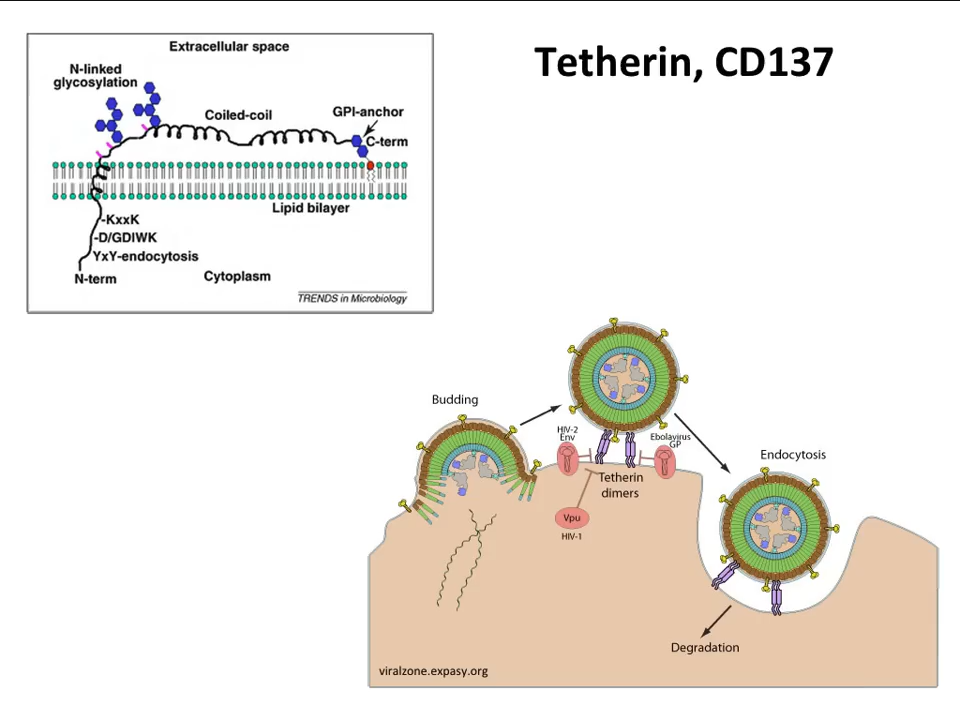 Tetherin, CD137
Extracellular space
N-linked
glycosylation
Coiled-coil
GPI-anchor
C-term
Lipid bilayer
-KxxK
-D/GDIWK
YxY-endocytosis
N-term
Cytoplasm
TRENDS in Microbiology
Budding
HIV-2
Env
Ebolavirus
GP
Endocytosis
Tetherin
dimers
Vpu
HIV-1
Degradation
viralzone.expasy.org